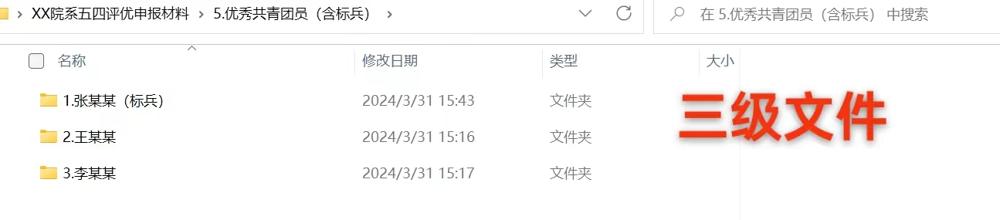 XX院系五四评优申报材料 > 5.优秀共青团员（含标兵） >
在 5.优秀共青团员（含标兵） 中搜索
名称 修改日期 类型 大小
1.张某某（标兵） 2024/3/31 15:43 文件夹
2.王某某 2024/3/31 15:16 文件夹
3.李某某 2024/3/31 15:17 文件夹
三级文件